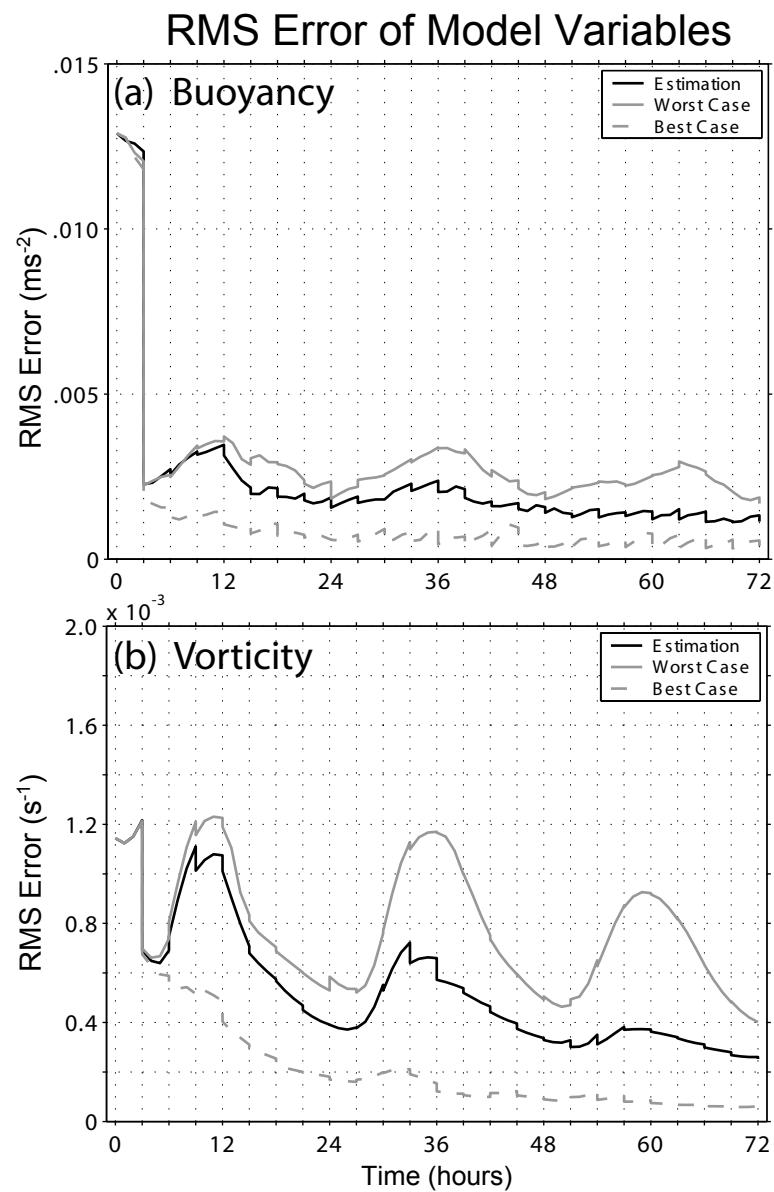 RMS Error of Model Variables
(a) Buoyancy
Estimation
Worst Case
Best Case
.015
.010
.005
0
RMS Error (ms⁻²)
0 12 24 36 48 60 72
x 10⁻³
(b) Vorticity
Estimation
Worst Case
Best Case
2.0
1.6
1.2
0.8
0.4
0
RMS Error (s⁻¹)
0 12 24 36 48 60 72
Time (hours)